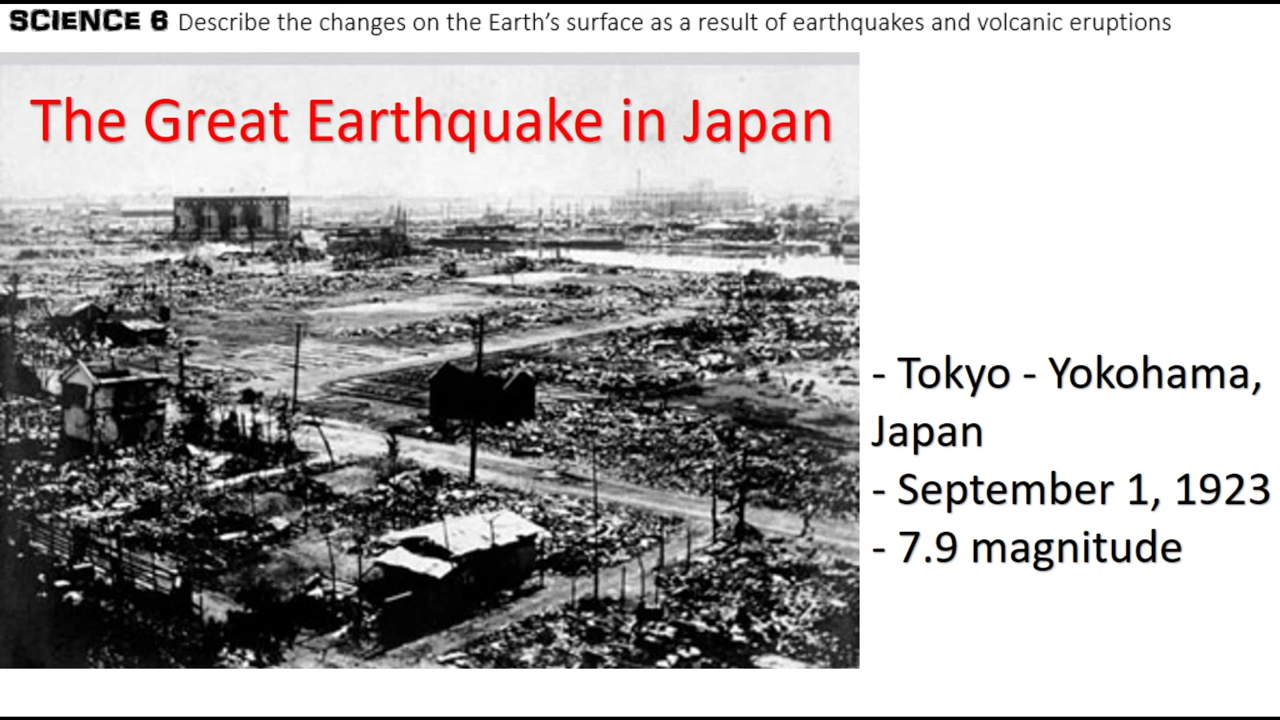 SCIENCE 6 Describe the changes on the Earth’s surface as a result of earthquakes and volcanic eruptions
The Great Earthquake in Japan
- Tokyo - Yokohama,
Japan
- September 1, 1923
- 7.9 magnitude